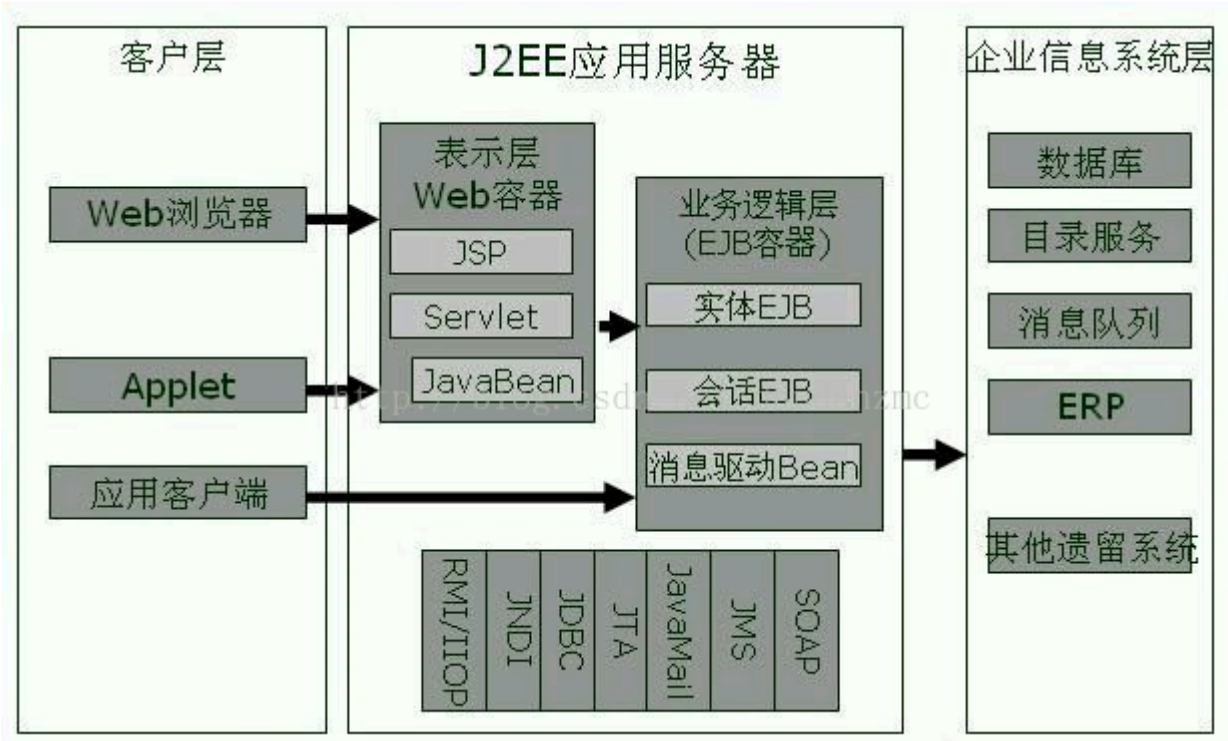 客户层
Web浏览器
Applet
应用客户端
J2EE应用服务器
表示层
Web容器
JSP
Servlet
JavaBean
业务逻辑层
(EJB容器)
实体EJB
会话EJB
消息驱动Bean
RMI/IIOP
JNDI
JDBC
JTA
JavaMail
JMS
SOAP
企业信息系统层
数据库
目录服务
消息队列
ERP
其他遗留系统